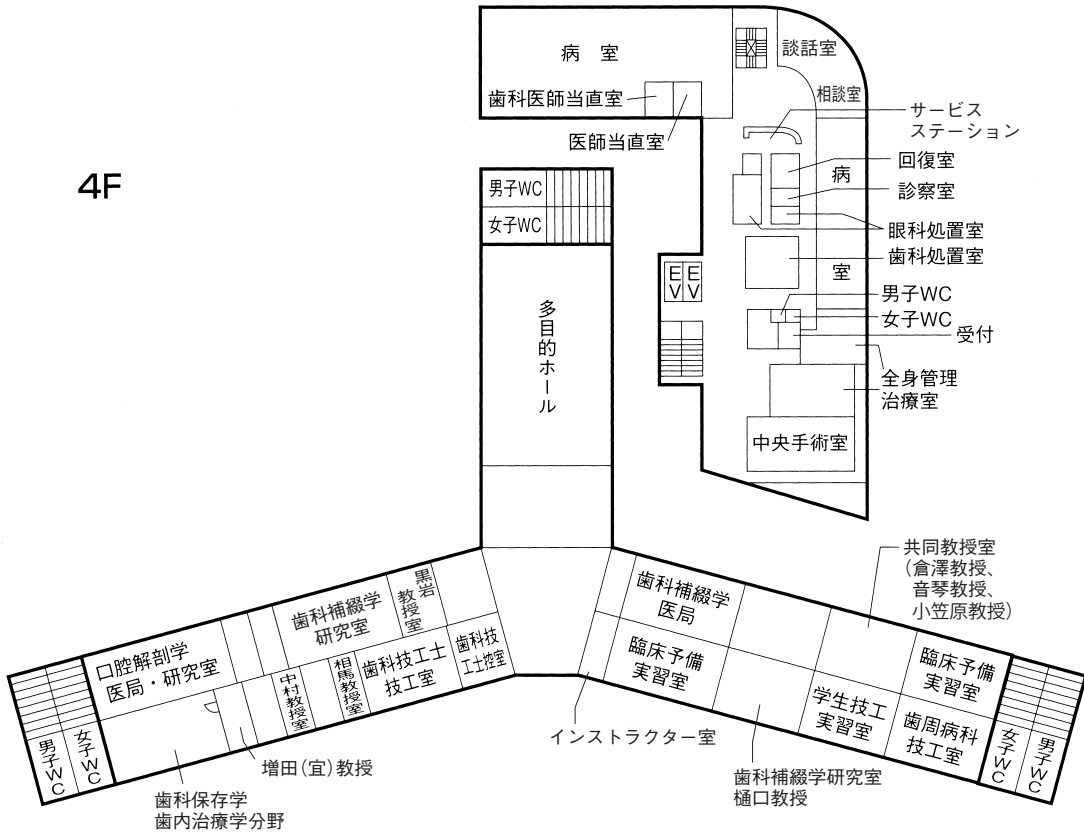 4F
病 室
談話室
相談室
歯科医師当直室
医師当直室
サービス
ステーション
回復室
診察室
眼科処置室
歯科処置室
病
室
男子WC
女子WC
受付
全身管理
治療室
中央手術室
EV
EV
男子WC
女子WC
多目的ホール
黒岩
教授室
歯科補綴学
研究室
口腔解剖学
医局・研究室
歯科技
工士控室
歯科技工士
技工室
相馬教授室
中村教授室
増田(宜)教授
歯科保存学
歯内治療学分野
男子WC
女子WC
歯科補綴学
医局
臨床予備
実習室
インストラクター室
歯科補綴学研究室
樋口教授
共同教授室
(倉澤教授、
音琴教授、
小笠原教授)
臨床予備
実習室
学生技工
実習室
歯周病科
技工室
女子WC
男子WC